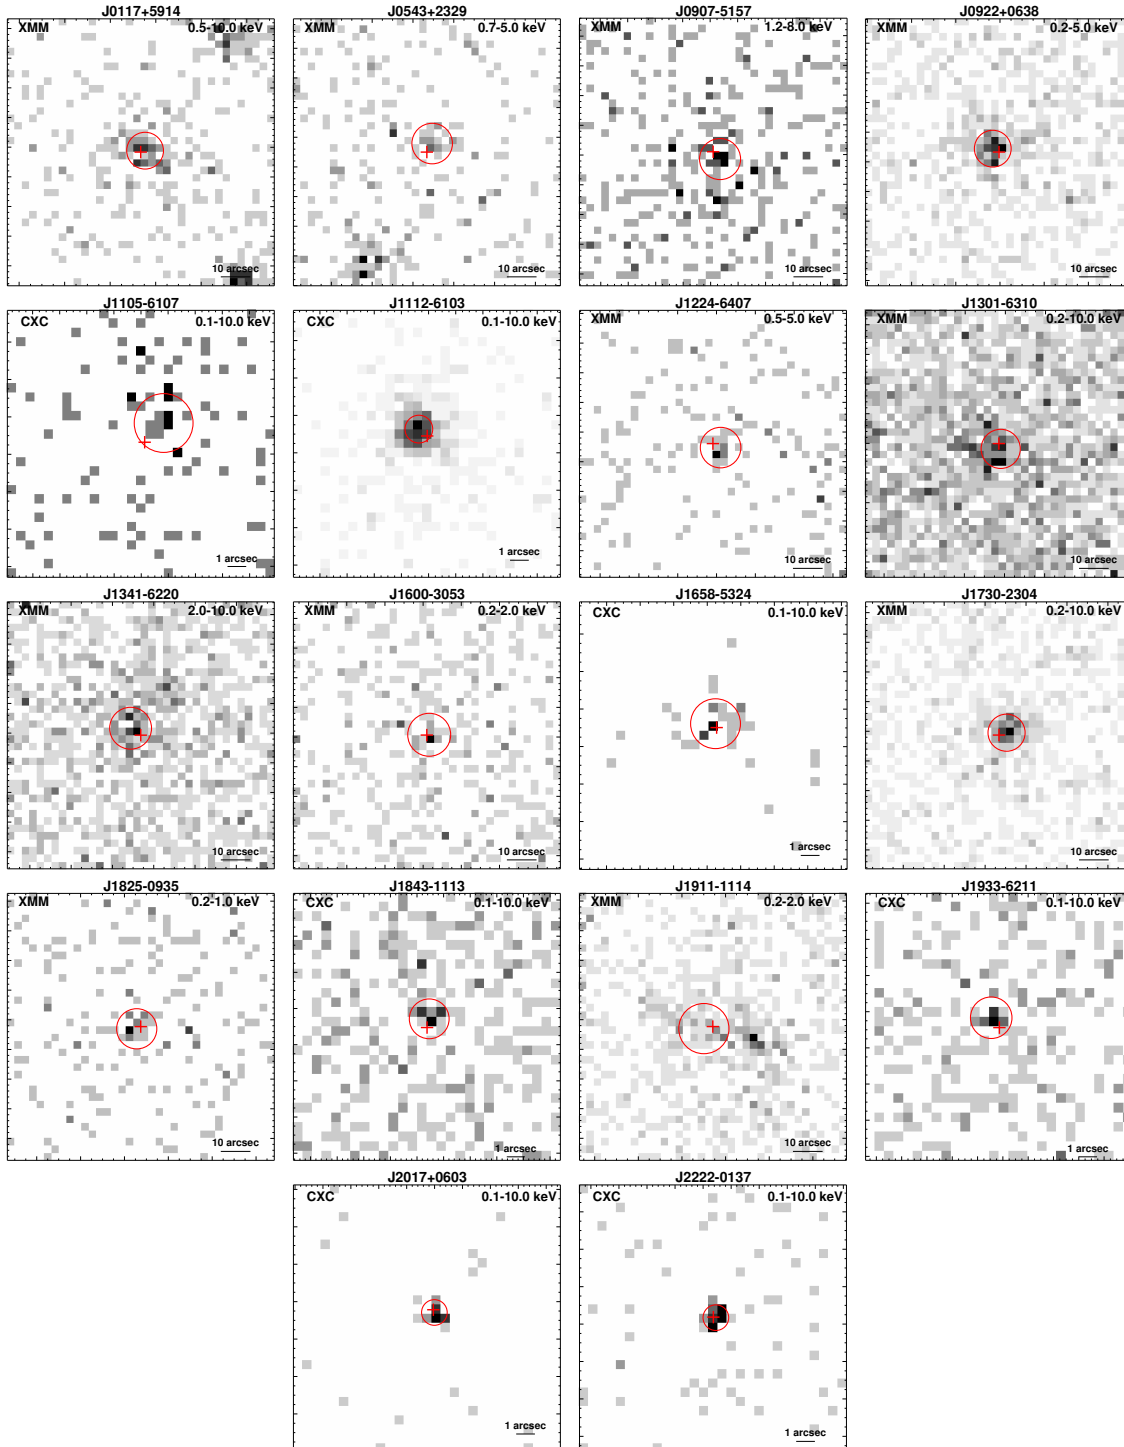 J0117+5914
XMM 0.5-10.0 keV
10 arcsec
J0543+2329
XMM 0.7-5.0 keV
10 arcsec
J0907-5157
XMM 1.2-8.0 keV
10 arcsec
J0922+0638
XMM 0.2-5.0 keV
10 arcsec
J1105-6107
CXC 0.1-10.0 keV
1 arcsec
J1112-6103
CXC 0.1-10.0 keV
1 arcsec
J1224-6407
XMM 0.5-5.0 keV
10 arcsec
J1301-6310
XMM 0.2-10.0 keV
10 arcsec
J1341-6220
XMM 2.0-10.0 keV
10 arcsec
J1600-3053
XMM 0.2-2.0 keV
10 arcsec
J1658-5324
CXC 0.1-10.0 keV
1 arcsec
J1730-2304
XMM 0.2-10.0 keV
10 arcsec
J1825-0935
XMM 0.2-1.0 keV
10 arcsec
J1843-1113
CXC 0.1-10.0 keV
1 arcsec
J1911-1114
XMM 0.2-2.0 keV
10 arcsec
J1933-6211
CXC 0.1-10.0 keV
1 arcsec
J2017+0603
CXC 0.1-10.0 keV
1 arcsec
J2222-0137
CXC 0.1-10.0 keV
1 arcsec